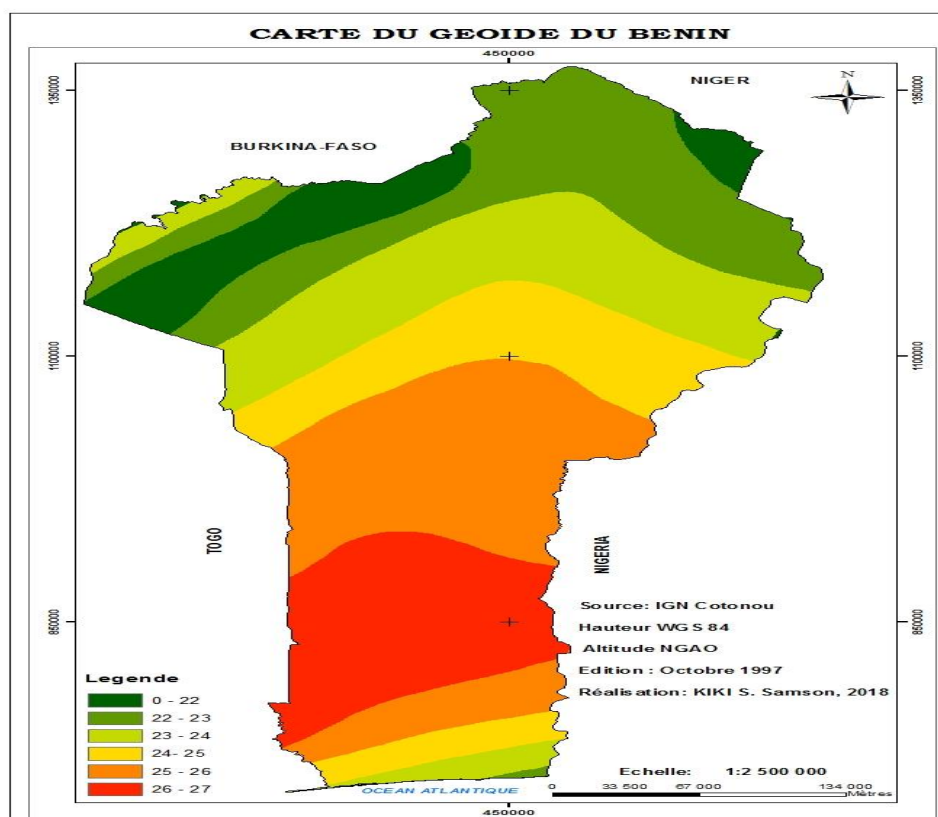 CARTE DU GEOIDE DU BENIN
450000
NIGER
N
1350000
1350000
BURKINA-FASO
1100000
1100000
TOGO
NIGERIA
Source: IGN Cotonou
Hauteur WGS 84
Altitude NGAO
Edition : Octobre 1997
Réalisation: KIKI S. Samson, 2018
850000
850000
Legende
0 - 22
22 - 23
23 - 24
24- 25
25 - 26
26 - 27
Echelle: 1:2 500 000
0 33 500 67 000 134 000
Mètres
OCEAN ATLANTIQUE
450000